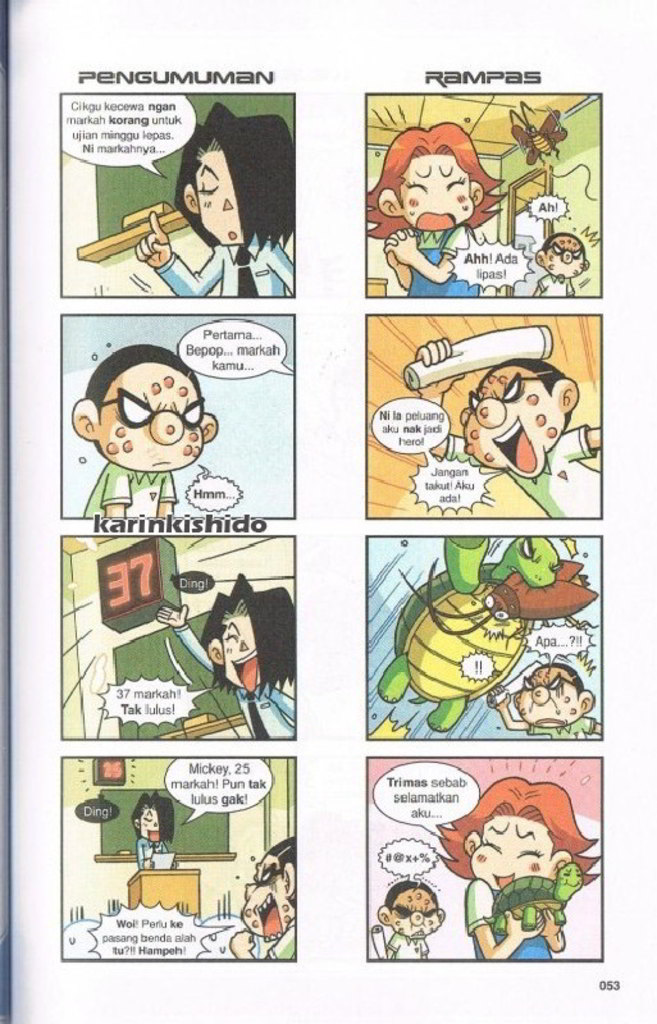 PENGUMUMAN
Cikgu kecewa ngan
markah korang untuk
ujian minggu lepas.
Ni markahnya...
Pertama...
Bepop... markah
kamu...
Hmm...
karinkishido
37
Ding!
37 markah!!
Tak lulus!
25
Ding!
Mickey, 25
markah! Pun tak
lulus gak!
Woi! Perlu ke
pasang benda alah
tu?!! Hampeh!
RAMPAS
Ah!
Ahh! Ada
lipas!
Ni la peluang
aku nak jadi
hero!
Jangan
takut! Aku
ada!
Apa...?!!
!!
Trimas sebab
selamatkan
aku....
#@x+%
053